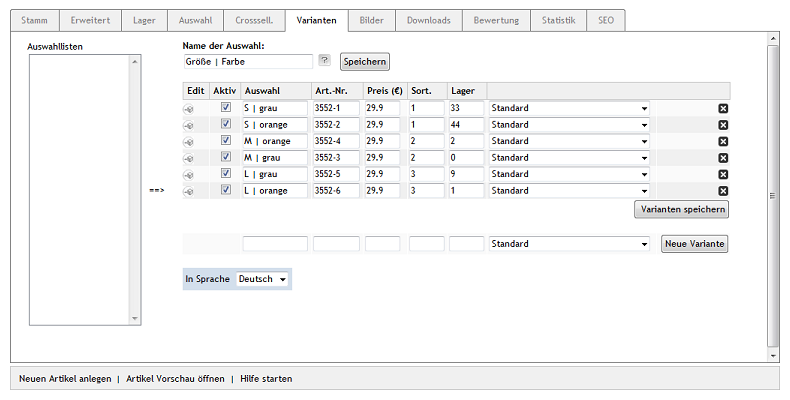 Stamm Erweitert Lager Auswahl Crosssell. Varianten Bilder Downloads Bewertung Statistik SEO
Auswahllisten
Name der Auswahl:
Größe | Farbe ? Speichern
Edit Aktiv Auswahl Art.-Nr. Preis (€) Sort. Lager
S | grau 3552-1 29.9 1 33 Standard
S | orange 3552-2 29.9 1 44 Standard
M | orange 3552-4 29.9 2 2 Standard
M | grau 3552-3 29.9 2 0 Standard
L | grau 3552-5 29.9 3 9 Standard
==> L | orange 3552-6 29.9 3 1 Standard
Varianten speichern
Standard Neue Variante
In Sprache Deutsch
Neuen Artikel anlegen | Artikel Vorschau öffnen | Hilfe starten